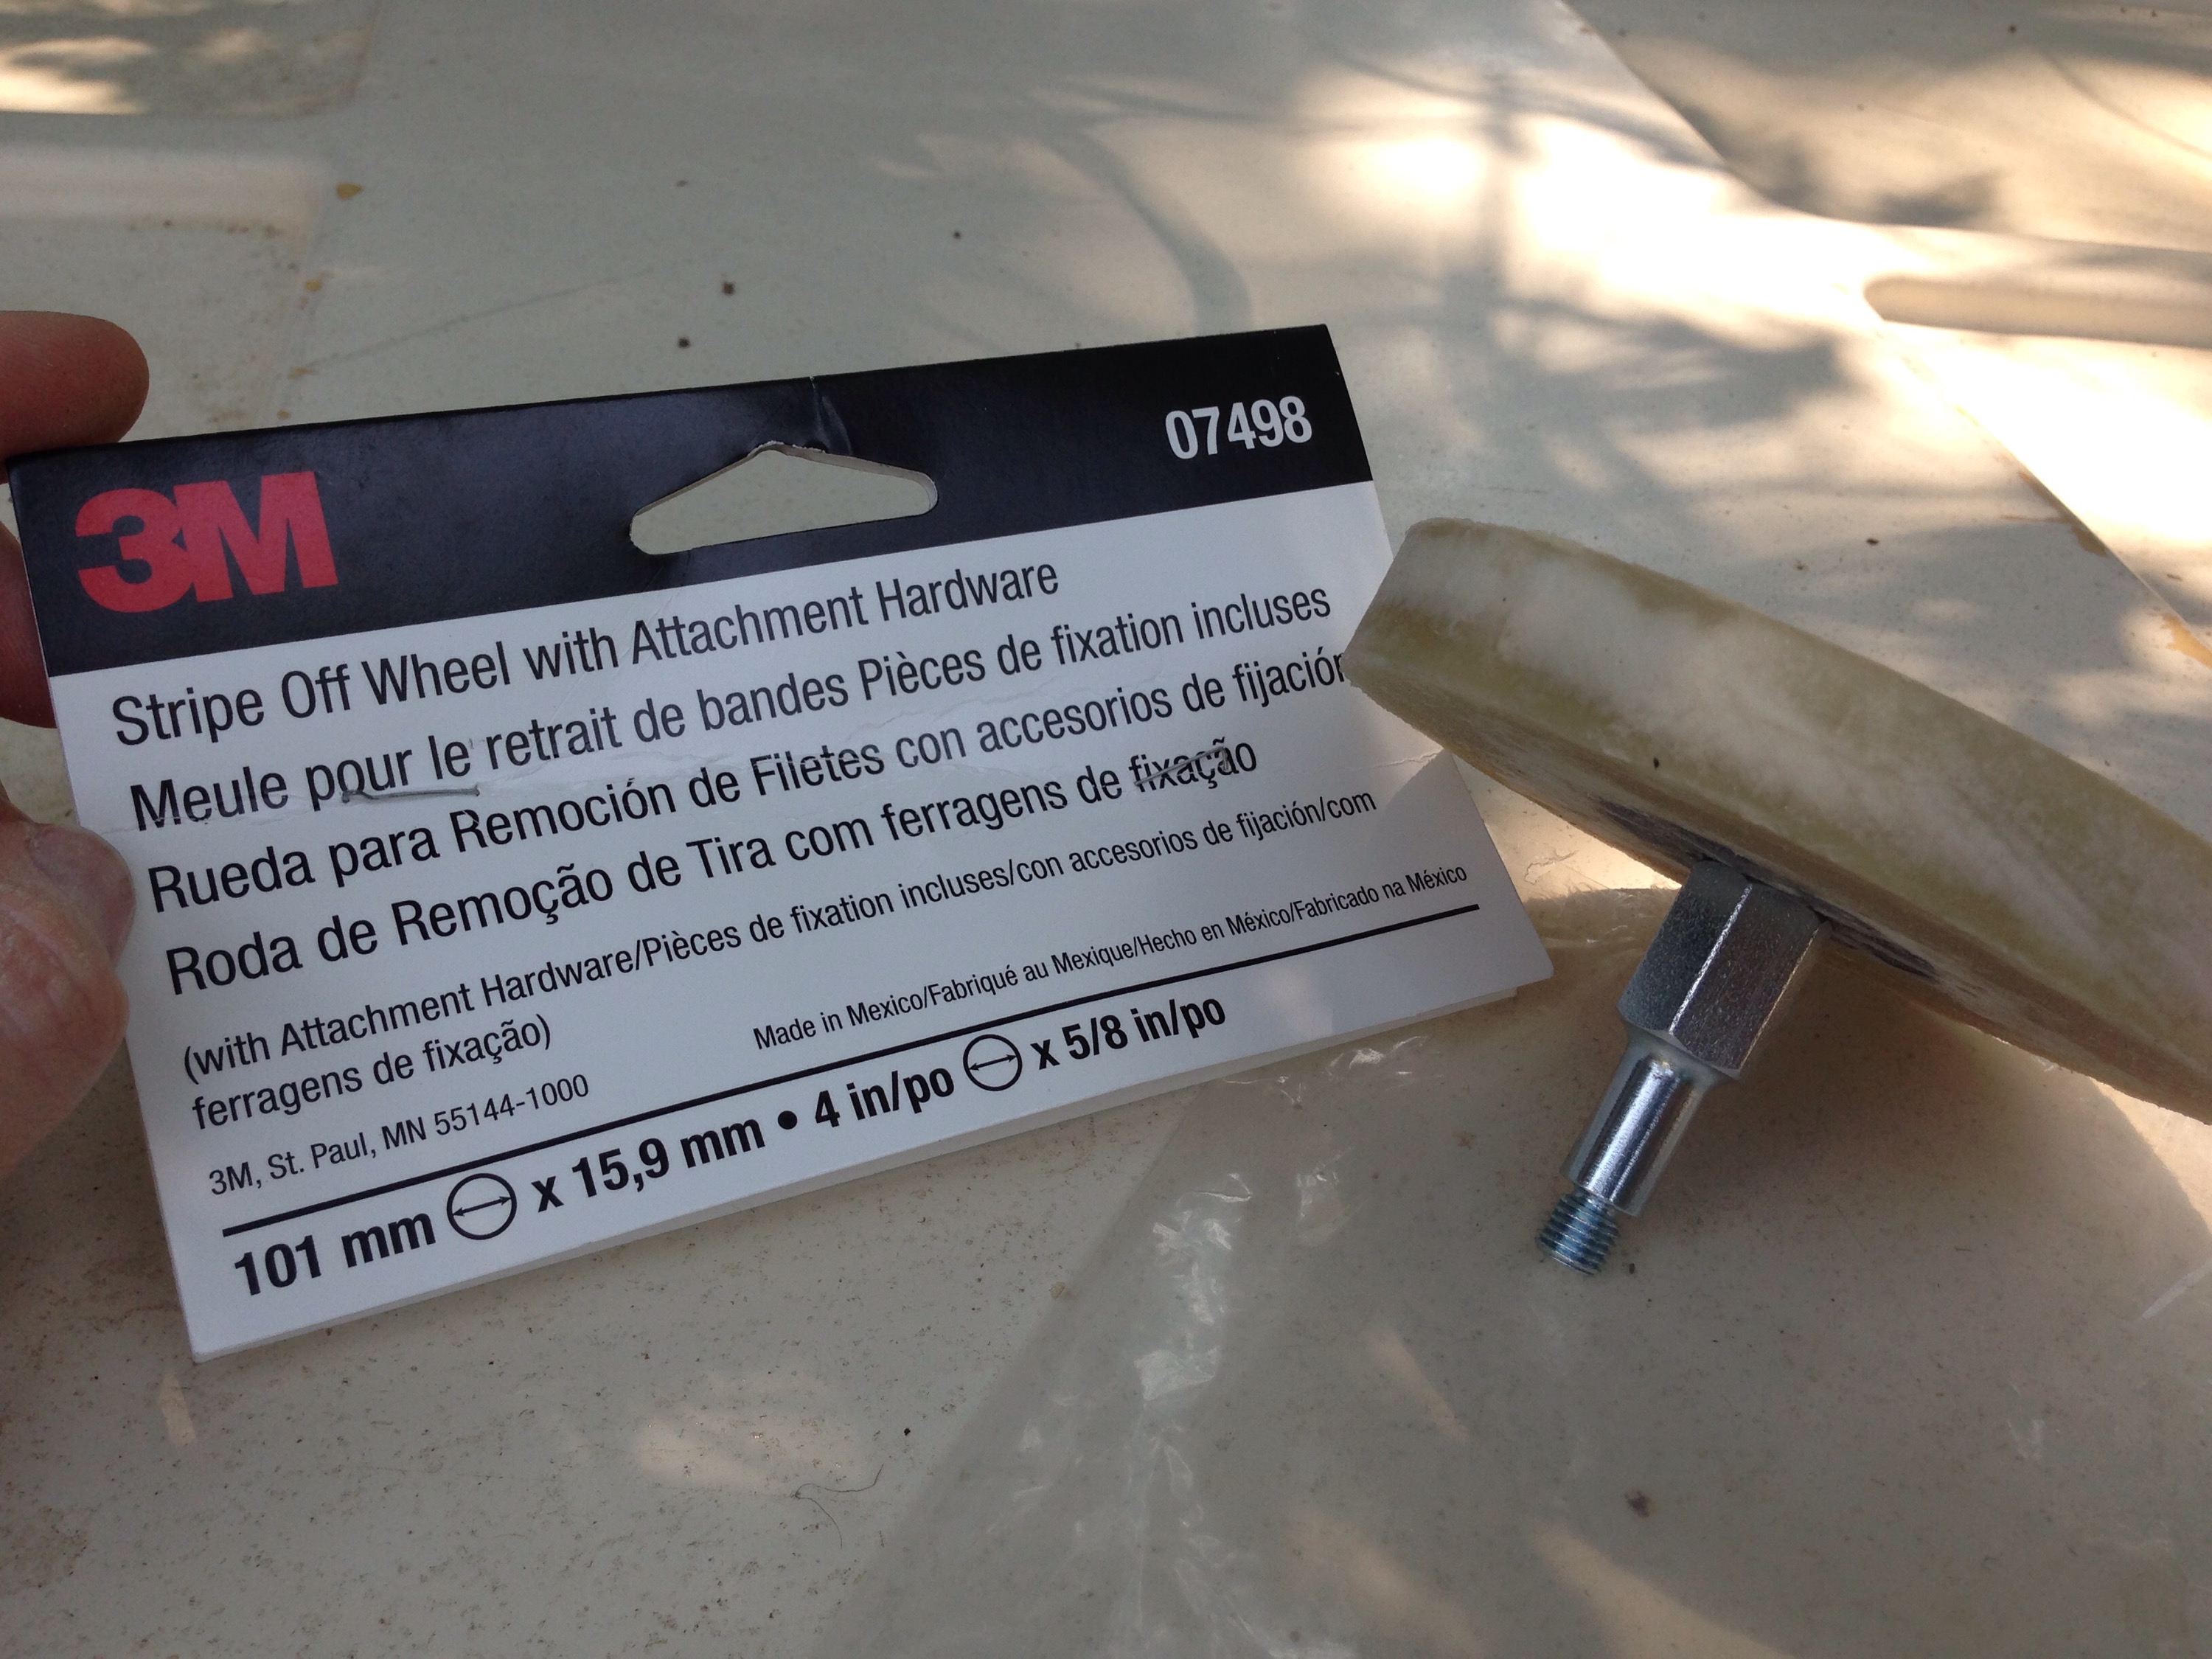 07498
3M
Stripe Off Wheel with Attachment Hardware
Meule pour le retrait de bandes Pièces de fixation incluses
Rueda para Remoción de Filetes con accesorios de fijación
Roda de Remoção de Tira com ferragens de fixação
(with Attachment Hardware/Pièces de fixation incluses/con accesorios de fijación/com
ferragens de fixação)
Made in Mexico/Fabriqué au Mexique/Hecho en México/Fabricado na México
3M, St. Paul, MN 55144-1000
101 mm x 15,9 mm • 4 in/po x 5/8 in/po